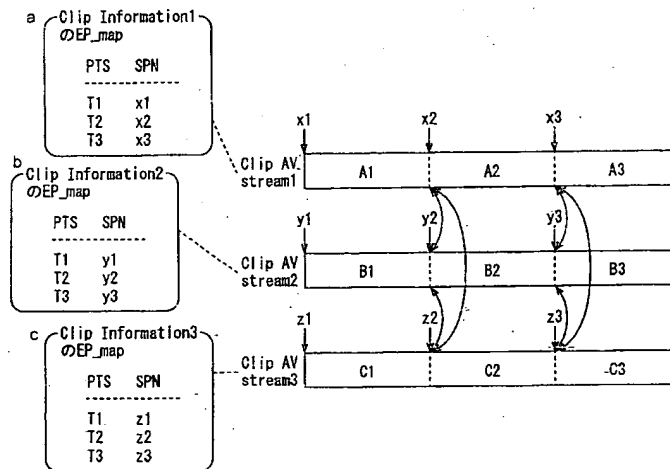 a
Clip Information1
のEP_map
PTS SPN
T1 x1
T2 x2
T3 x3
b
Clip Information2
のEP_map
PTS SPN
T1 y1
T2 y2
T3 y3
c
Clip Information3
のEP_map
PTS SPN
T1 z1
T2 z2
T3 z3
x1 x2 x3
Clip AV
stream1
A1 A2 A3
y1 y2 y3
Clip AV
stream2
B1 B2 B3
z1 z2 z3
Clip AV
stream3
C1 C2 C3